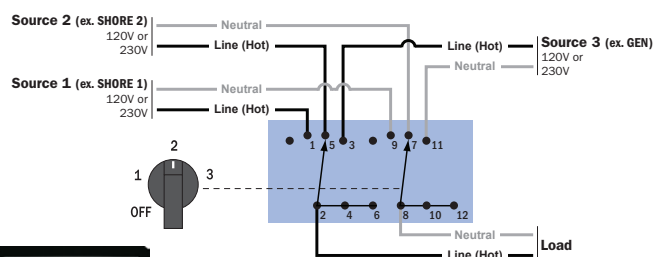 Source 2 (ex. SHORE 2)
120V or
230V
Neutral
Line (Hot)
Source 1 (ex. SHORE 1)
120V or
230V
Neutral
Line (Hot)
Line (Hot)
Neutral
Source 3 (ex. GEN)
120V or
230V
1 5 3 9 7 11
2 4 6 8 10 12
2
1 3
OFF
Neutral
Line (Hot)
Load